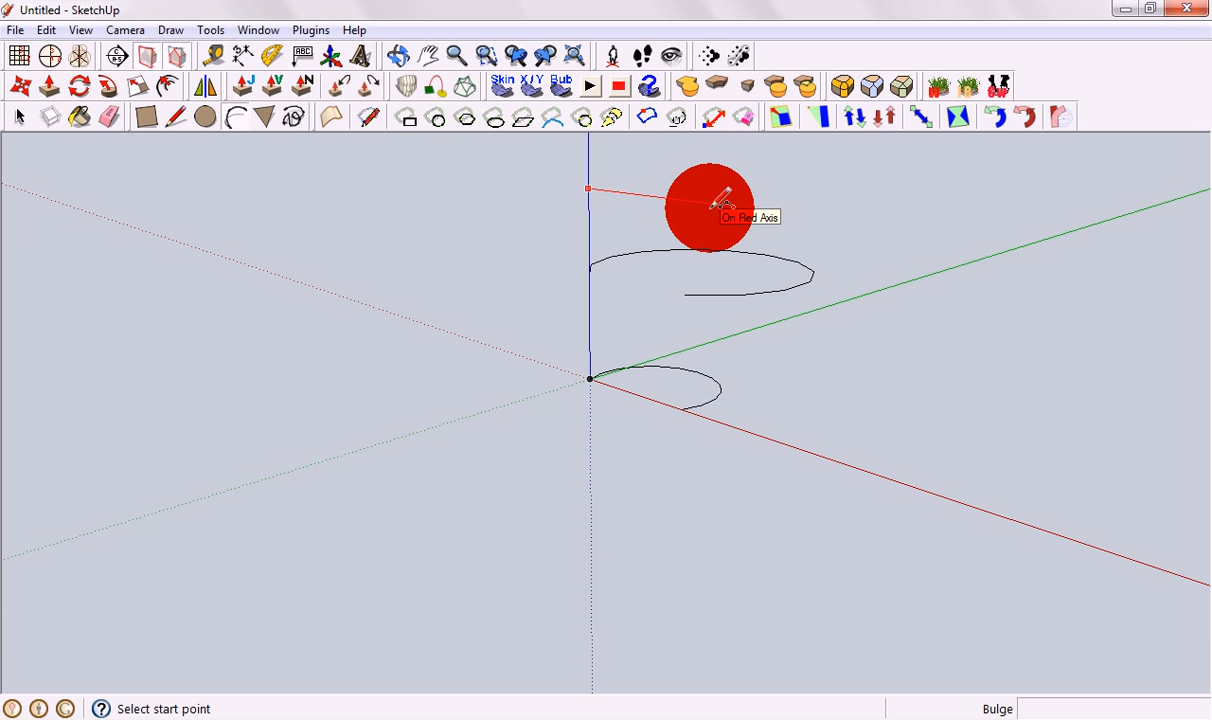 Untitled - SketchUp
File Edit View Camera Draw Tools Window Plugins Help
ABC
J V N Skin X/Y Bub
On Red Axis
Select start point Bulge